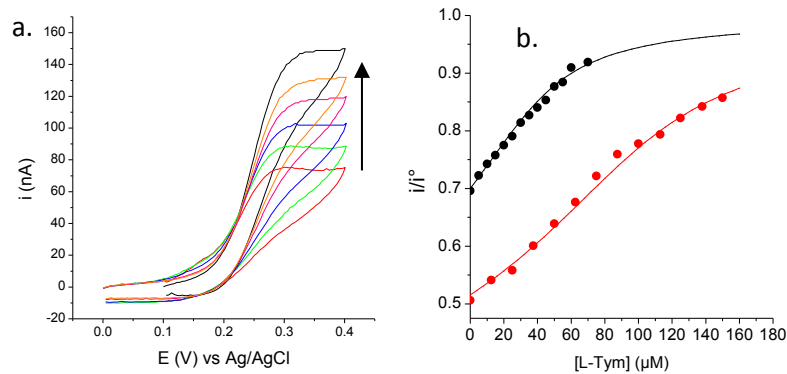 a.
160
140
120
100
80
60
40
20
0
-20
i (nA)
0.0 0.1 0.2 0.3 0.4
E (V) vs Ag/AgCl
b.
1.0
0.9
0.8
0.7
0.6
0.5
i/i°
0 20 40 60 80 100 120 140 160 180
[L-Tym] (µM)